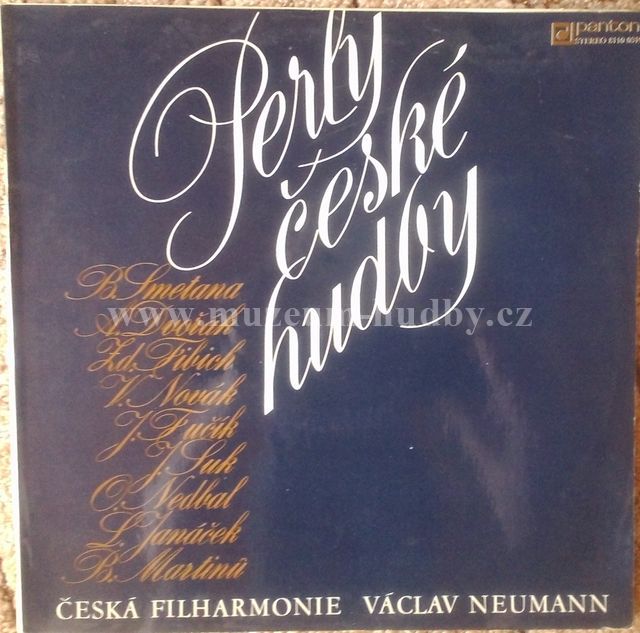 panton
STEREO 8110
Perly
české
hudby
B. Smetana
A. Dvořák
Zd. Fibich
V. Novák
J. Fučík
J. Suk
O. Nedbal
L. Janáček
B. Martinů
www.muzeum-hudby.cz
ČESKÁ FILHARMONIE VÁCLAV NEUMANN